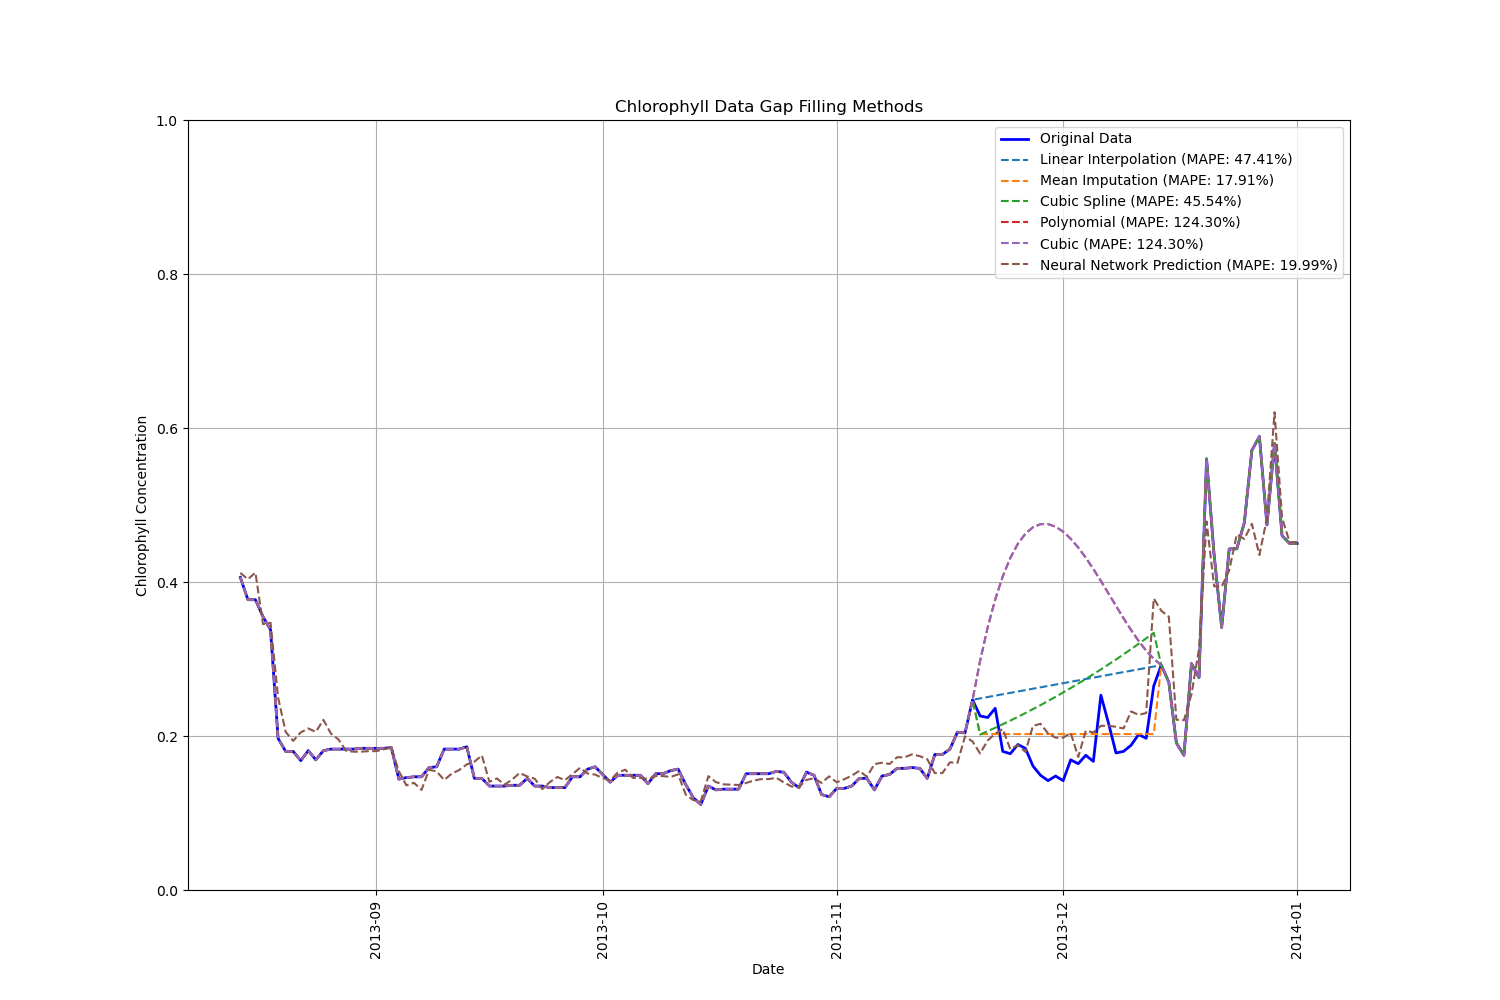 Chlorophyll Data Gap Filling Methods
Original Data
Linear Interpolation (MAPE: 47.41%)
Mean Imputation (MAPE: 17.91%)
Cubic Spline (MAPE: 45.54%)
Polynomial (MAPE: 124.30%)
Cubic (MAPE: 124.30%)
Neural Network Prediction (MAPE: 19.99%)
Chlorophyll Concentration
1.0
0.8
0.6
0.4
0.2
0.0
2013-09
2013-10
2013-11
2013-12
2014-01
Date